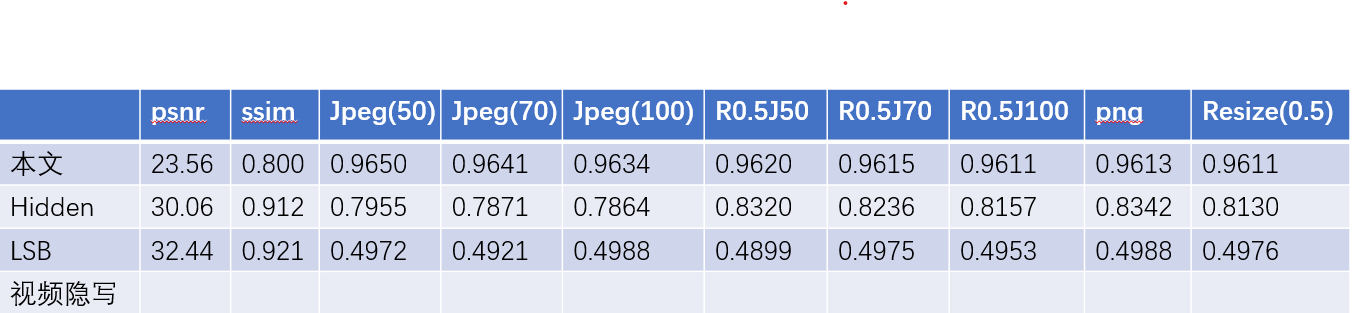 psnr ssim Jpeg(50) Jpeg(70) Jpeg(100) R0.5J50 R0.5J70 R0.5J100 png Resize(0.5)
本文 23.56 0.800 0.9650 0.9641 0.9634 0.9620 0.9615 0.9611 0.9613 0.9611
Hidden 30.06 0.912 0.7955 0.7871 0.7864 0.8320 0.8236 0.8157 0.8342 0.8130
LSB 32.44 0.921 0.4972 0.4921 0.4988 0.4899 0.4975 0.4953 0.4988 0.4976
视频隐写